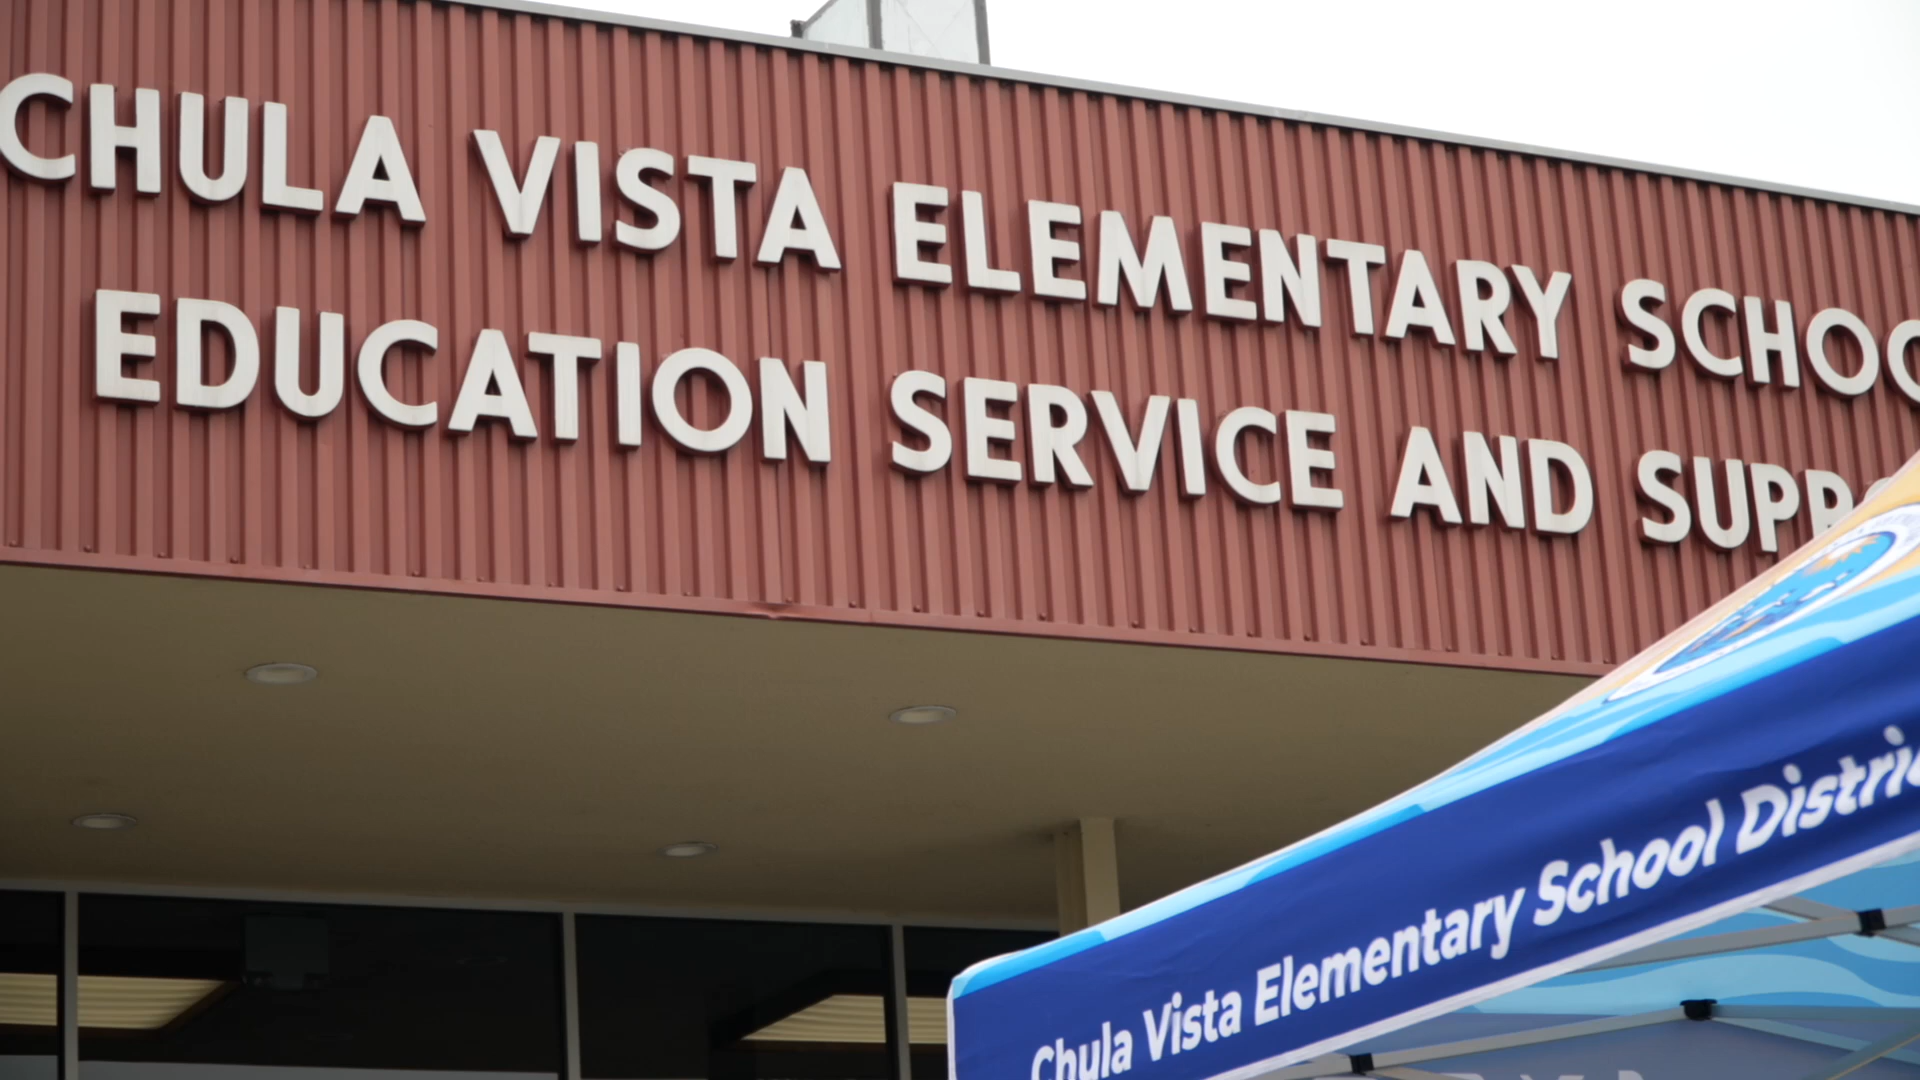 CHULA VISTA ELEMENTARY SCHOO
EDUCATION SERVICE AND SUPP
Chula Vista Elementary School Distric